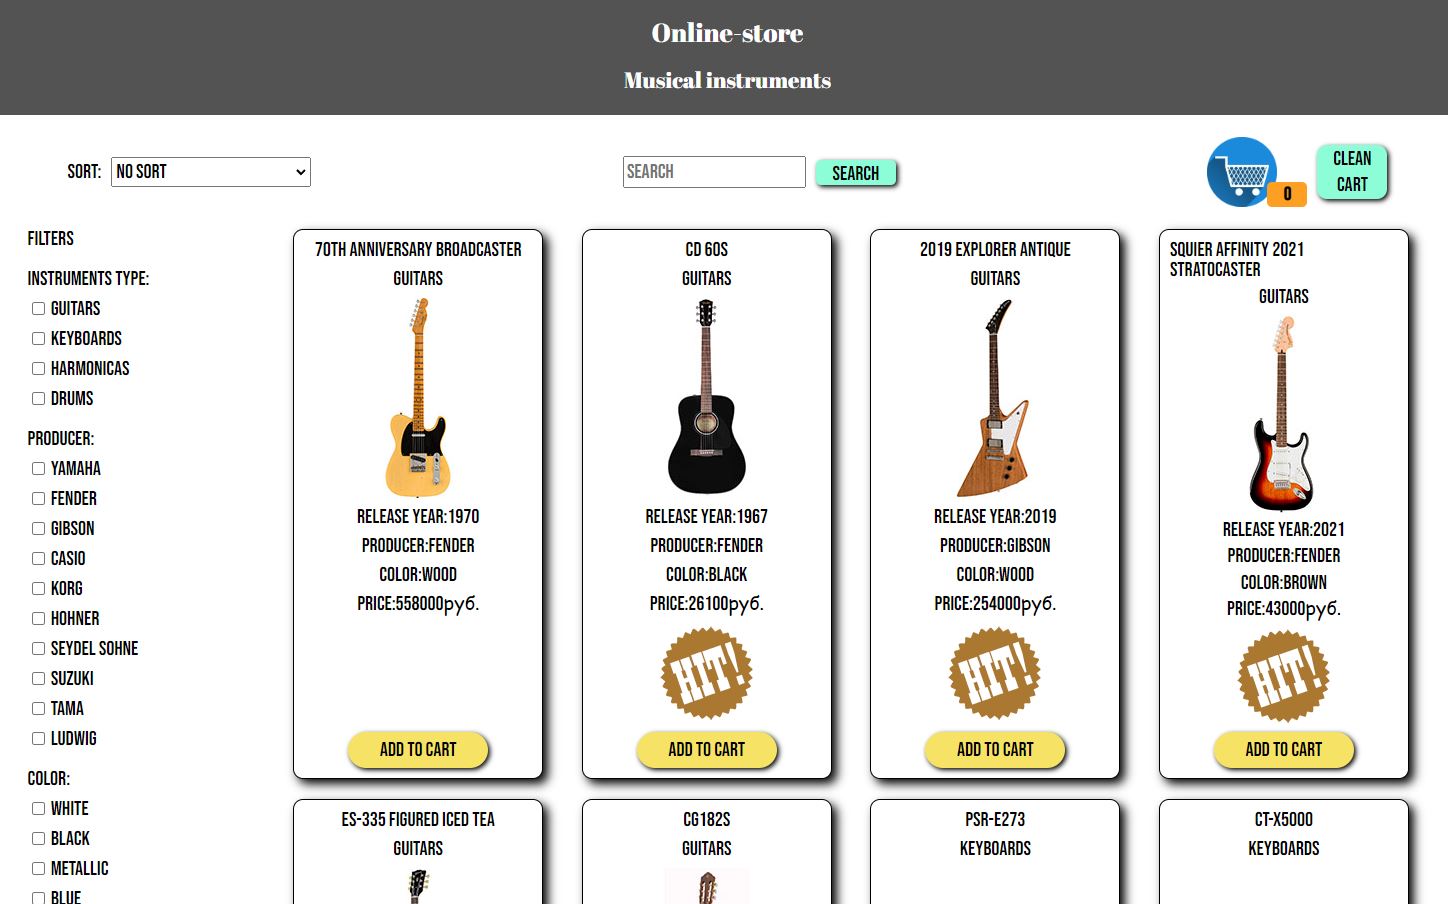 Online-store
Musical instruments
SORT: NO SORT
SEARCH SEARCH
0
CLEAN
CART
FILTERS
INSTRUMENTS TYPE:
GUITARS
KEYBOARDS
HARMONICAS
DRUMS
PRODUCER:
YAMAHA
FENDER
GIBSON
CASIO
KORG
HOHNER
SEYDEL SOHNE
SUZUKI
TAMA
LUDWIG
COLOR:
WHITE
BLACK
METALLIC
BLUE
70TH ANNIVERSARY BROADCASTER
GUITARS
RELEASE YEAR:1970
PRODUCER:FENDER
COLOR:WOOD
PRICE:558000руб.
ADD TO CART
CD 60S
GUITARS
RELEASE YEAR:1967
PRODUCER:FENDER
COLOR:BLACK
PRICE:26100руб.
HIT!
ADD TO CART
2019 EXPLORER ANTIQUE
GUITARS
RELEASE YEAR:2019
PRODUCER:GIBSON
COLOR:WOOD
PRICE:254000руб.
HIT!
ADD TO CART
SQUIER AFFINITY 2021
STRATOCASTER
GUITARS
RELEASE YEAR:2021
PRODUCER:FENDER
COLOR:BROWN
PRICE:43000руб.
HIT!
ADD TO CART
ES-335 FIGURED ICED TEA
GUITARS
CG182S
GUITARS
PSR-E273
KEYBOARDS
CT-X5000
KEYBOARDS